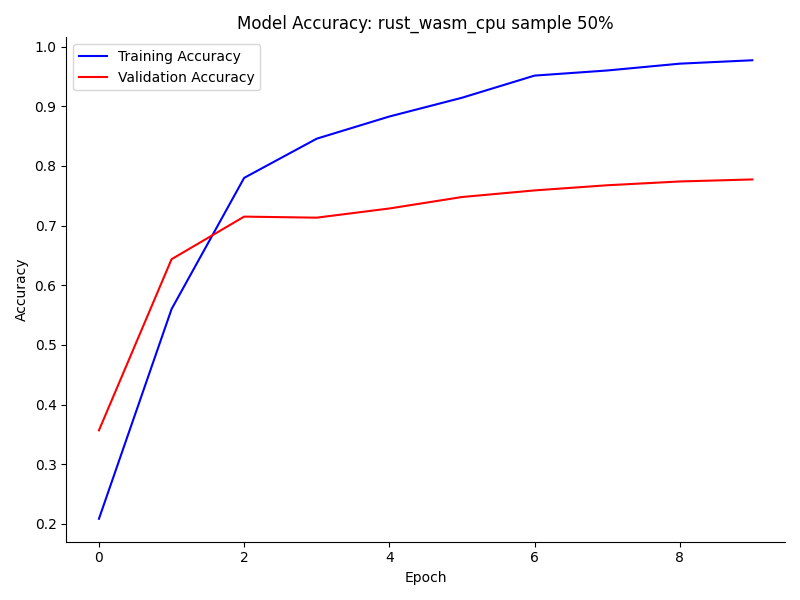 Model Accuracy: rust_wasm_cpu sample 50%
Training Accuracy
Validation Accuracy
1.0
0.9
0.8
0.7
0.6
0.5
0.4
0.3
0.2
Accuracy
0 2 4 6 8
Epoch